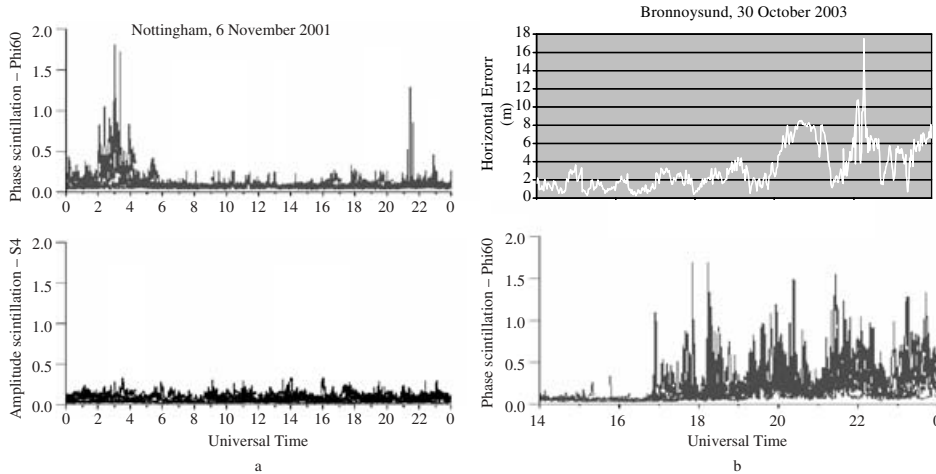 Nottingham, 6 November 2001
Phase scintillation – Phi60
2.0
1.5
1.0
0.5
0.0
0 2 4 6 8 10 12 14 16 18 20 22 0
Amplitude scintillation – S4
2.0
1.5
1.0
0.5
0.0
0 2 4 6 8 10 12 14 16 18 20 22 0
Universal Time
a
Bronnoysund, 30 October 2003
Horizontal Errorr
(m)
18
16
14
12
10
8
6
4
2
0
Phase scintillation – Phi60
2.0
1.5
1.0
0.5
0.0
14 16 18 20 22 0
Universal Time
b